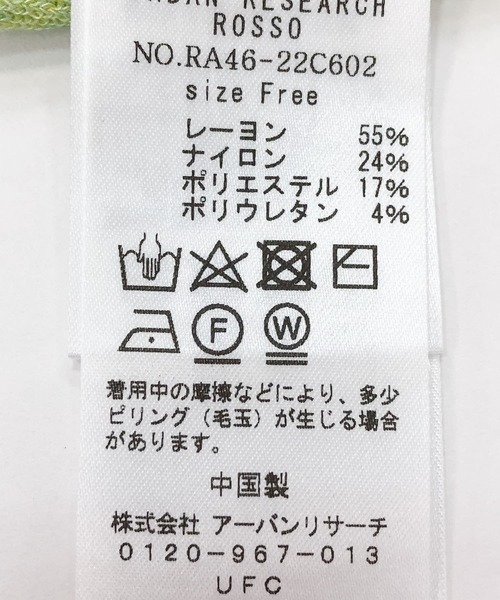 RESEARCH
ROSSO
NO.RA46-22C602
size Free
レーヨン 55%
ナイロン 24%
ポリエステル 17%
ポリウレタン 4%
F W
着用中の摩擦などにより、多少
ピリング（毛玉）が生じる場合
があります。
中国製
株式会社 アーバンリサーチ
0120-967-013
UFC